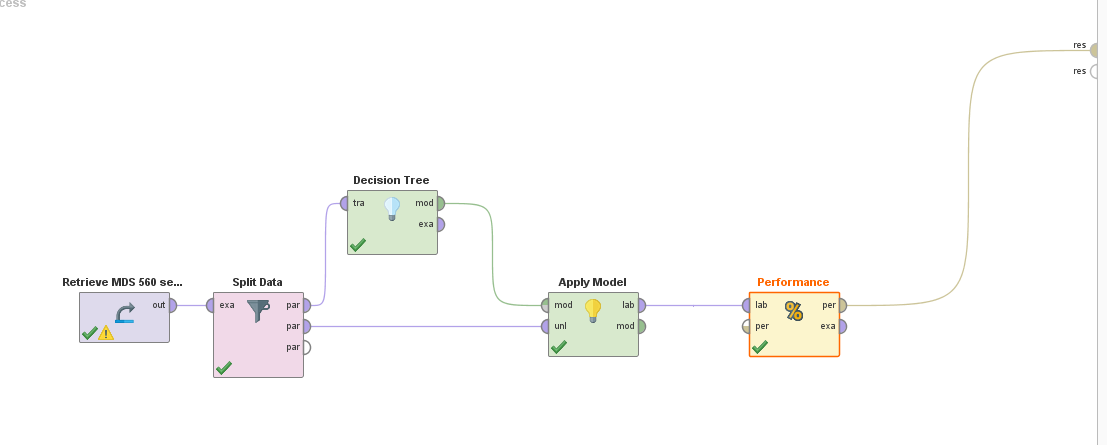 cess
res
res
Decision Tree
tra mod
exa
Retrieve MDS 560 se...
out
Split Data
exa par
par
par
Apply Model
mod lab
unl mod
Performance
lab % per
per exa